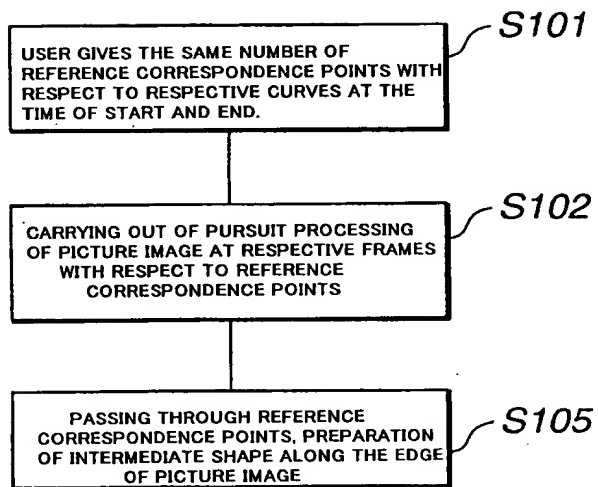 S101
USER GIVES THE SAME NUMBER OF
REFERENCE CORRESPONDENCE POINTS WITH
RESPECT TO RESPECTIVE CURVES AT THE
TIME OF START AND END.
S102
CARRYING OUT OF PURSUIT PROCESSING
OF PICTURE IMAGE AT RESPECTIVE FRAMES
WITH RESPECT TO REFERENCE
CORRESPONDENCE POINTS
S105
PASSING THROUGH REFERENCE
CORRESPONDENCE POINTS, PREPARATION
OF INTERMEDIATE SHAPE ALONG THE EDGE
OF PICTURE IMAGE